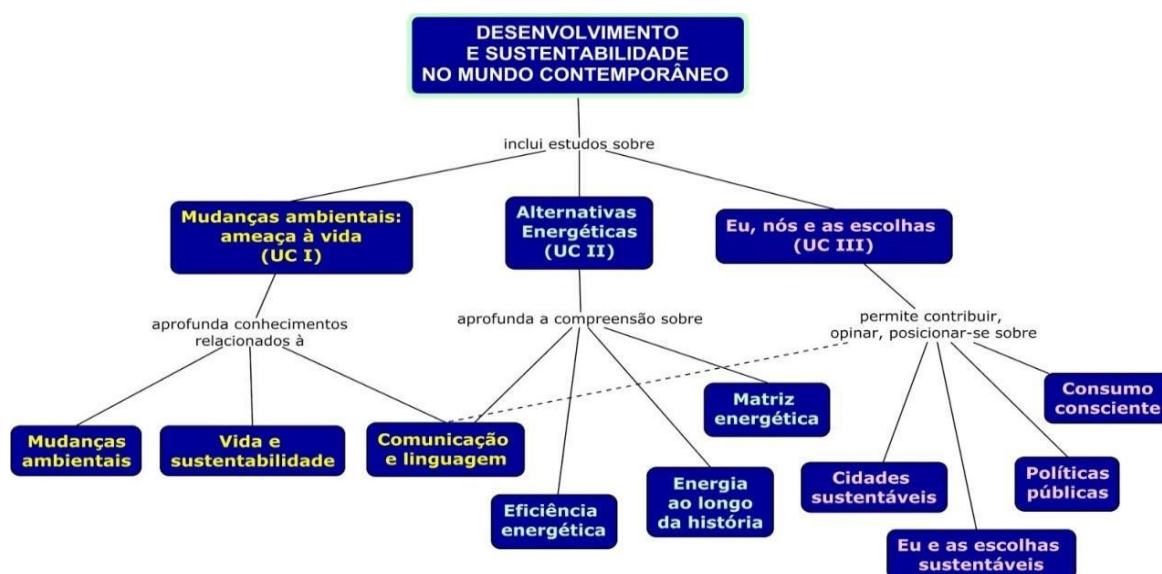 DESENVOLVIMENTO
E SUSTENTABILIDADE
NO MUNDO CONTEMPORÂNEO
inclui estudos sobre
Mudanças ambientais:
ameaça à vida
(UC I)
Alternativas
Energéticas
(UC II)
Eu, nós e as escolhas
(UC III)
aprofunda conhecimentos
relacionados à
aprofunda a compreensão sobre
permite contribuir,
opinar, posicionar-se sobre
Mudanças
ambientais
Vida e
sustentabilidade
Comunicação
e linguagem
Eficiência
energética
Energia
ao longo
da história
Matriz
energética
Cidades
sustentáveis
Eu e as escolhas
sustentáveis
Políticas
públicas
Consumo
consciente